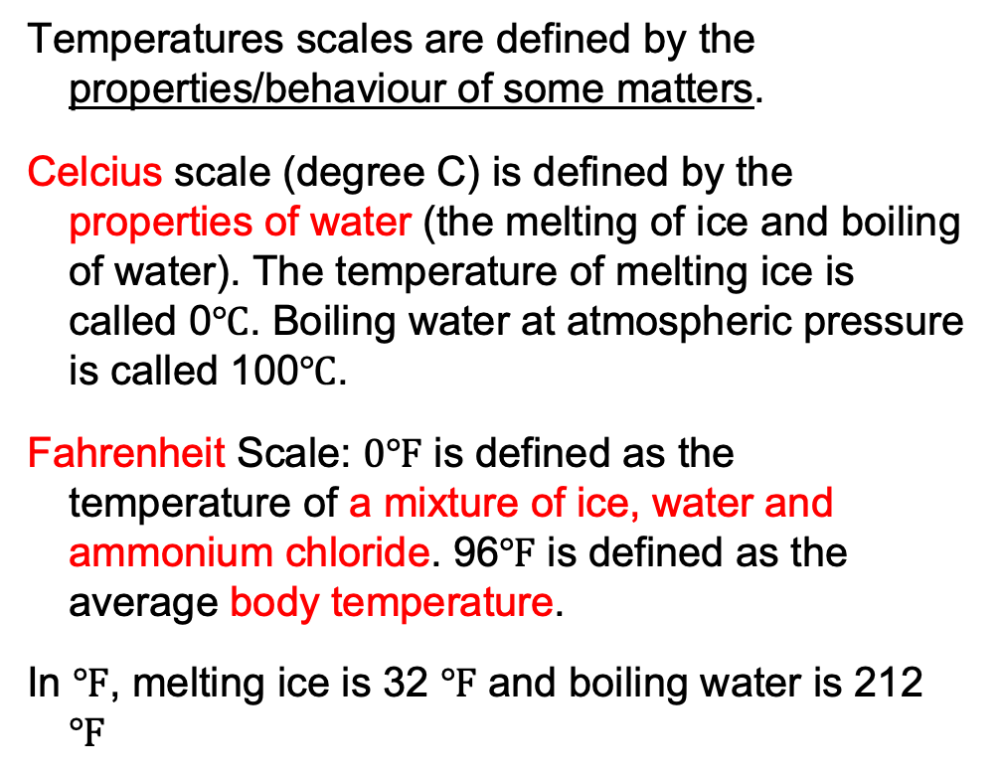 Temperatures scales are defined by the
properties/behaviour of some matters.
Celcius scale (degree C) is defined by the
properties of water (the melting of ice and boiling
of water). The temperature of melting ice is
called 0°C. Boiling water at atmospheric pressure
is called 100°C.
Fahrenheit Scale: 0°F is defined as the
temperature of a mixture of ice, water and
ammonium chloride. 96°F is defined as the
average body temperature.
In °F, melting ice is 32 °F and boiling water is 212
°F